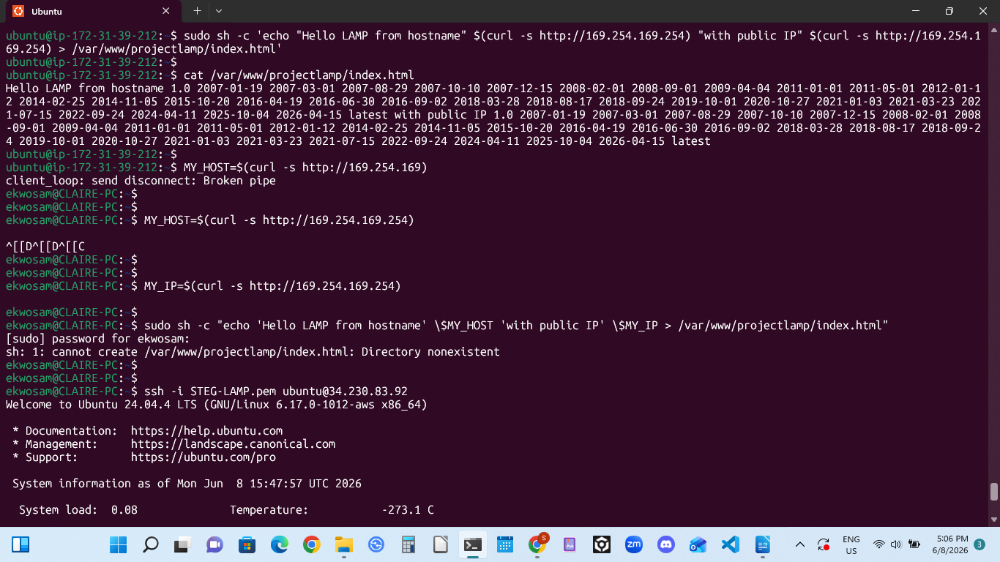 Ubuntu
ubuntu@ip-172-31-39-212:~$ sudo sh -c 'echo "Hello LAMP from hostname" $(curl -s http://169.254.169.254) "with public IP" $(curl -s http://169.254.1
69.254) > /var/www/projectlamp/index.html'
ubuntu@ip-172-31-39-212:~$
ubuntu@ip-172-31-39-212:~$ cat /var/www/projectlamp/index.html
Hello LAMP from hostname 1.0 2007-01-19 2007-03-01 2007-08-29 2007-10-10 2007-12-15 2008-02-01 2008-09-01 2009-04-04 2011-01-01 2011-05-01 2012-01-1
2 2014-02-25 2014-11-05 2015-10-20 2016-04-19 2016-06-30 2016-09-02 2018-03-28 2018-08-17 2018-09-24 2019-10-01 2020-10-27 2021-01-03 2021-03-23 202
1-07-15 2022-09-24 2024-04-11 2025-10-04 2026-04-15 latest with public IP 1.0 2007-01-19 2007-03-01 2007-08-29 2007-10-10 2007-12-15 2008-02-01 2008
-09-01 2009-04-04 2011-01-01 2011-05-01 2012-01-12 2014-02-25 2014-11-05 2015-10-20 2016-04-19 2016-06-30 2016-09-02 2018-03-28 2018-08-17 2018-09-2
4 2019-10-01 2020-10-27 2021-01-03 2021-03-23 2021-07-15 2022-09-24 2024-04-11 2025-10-04 2026-04-15 latest
ubuntu@ip-172-31-39-212:~$
ubuntu@ip-172-31-39-212:~$ MY_HOST=$(curl -s http://169.254.169)
client_loop: send disconnect: Broken pipe
ekwosam@CLAIRE-PC:~$
ekwosam@CLAIRE-PC:~$
ekwosam@CLAIRE-PC:~$ MY_HOST=$(curl -s http://169.254.169.254)
^[[D^[[D^[[C
ekwosam@CLAIRE-PC:~$
ekwosam@CLAIRE-PC:~$
ekwosam@CLAIRE-PC:~$ MY_IP=$(curl -s http://169.254.169.254)
ekwosam@CLAIRE-PC:~$
ekwosam@CLAIRE-PC:~$ sudo sh -c "echo 'Hello LAMP from hostname' \$MY_HOST 'with public IP' \$MY_IP > /var/www/projectlamp/index.html"
[sudo] password for ekwosam:
sh: 1: cannot create /var/www/projectlamp/index.html: Directory nonexistent
ekwosam@CLAIRE-PC:~$
ekwosam@CLAIRE-PC:~$
ekwosam@CLAIRE-PC:~$ ssh -i STEG-LAMP.pem ubuntu@34.230.83.92
Welcome to Ubuntu 24.04.4 LTS (GNU/Linux 6.17.0-1012-aws x86_64)
* Documentation: https://help.ubuntu.com
* Management: https://landscape.canonical.com
* Support: https://ubuntu.com/pro
System information as of Mon Jun 8 15:47:57 UTC 2026
System load: 0.08 Temperature: -273.1 C
S
zm
ENG
US
5:06 PM
6/8/2026
3